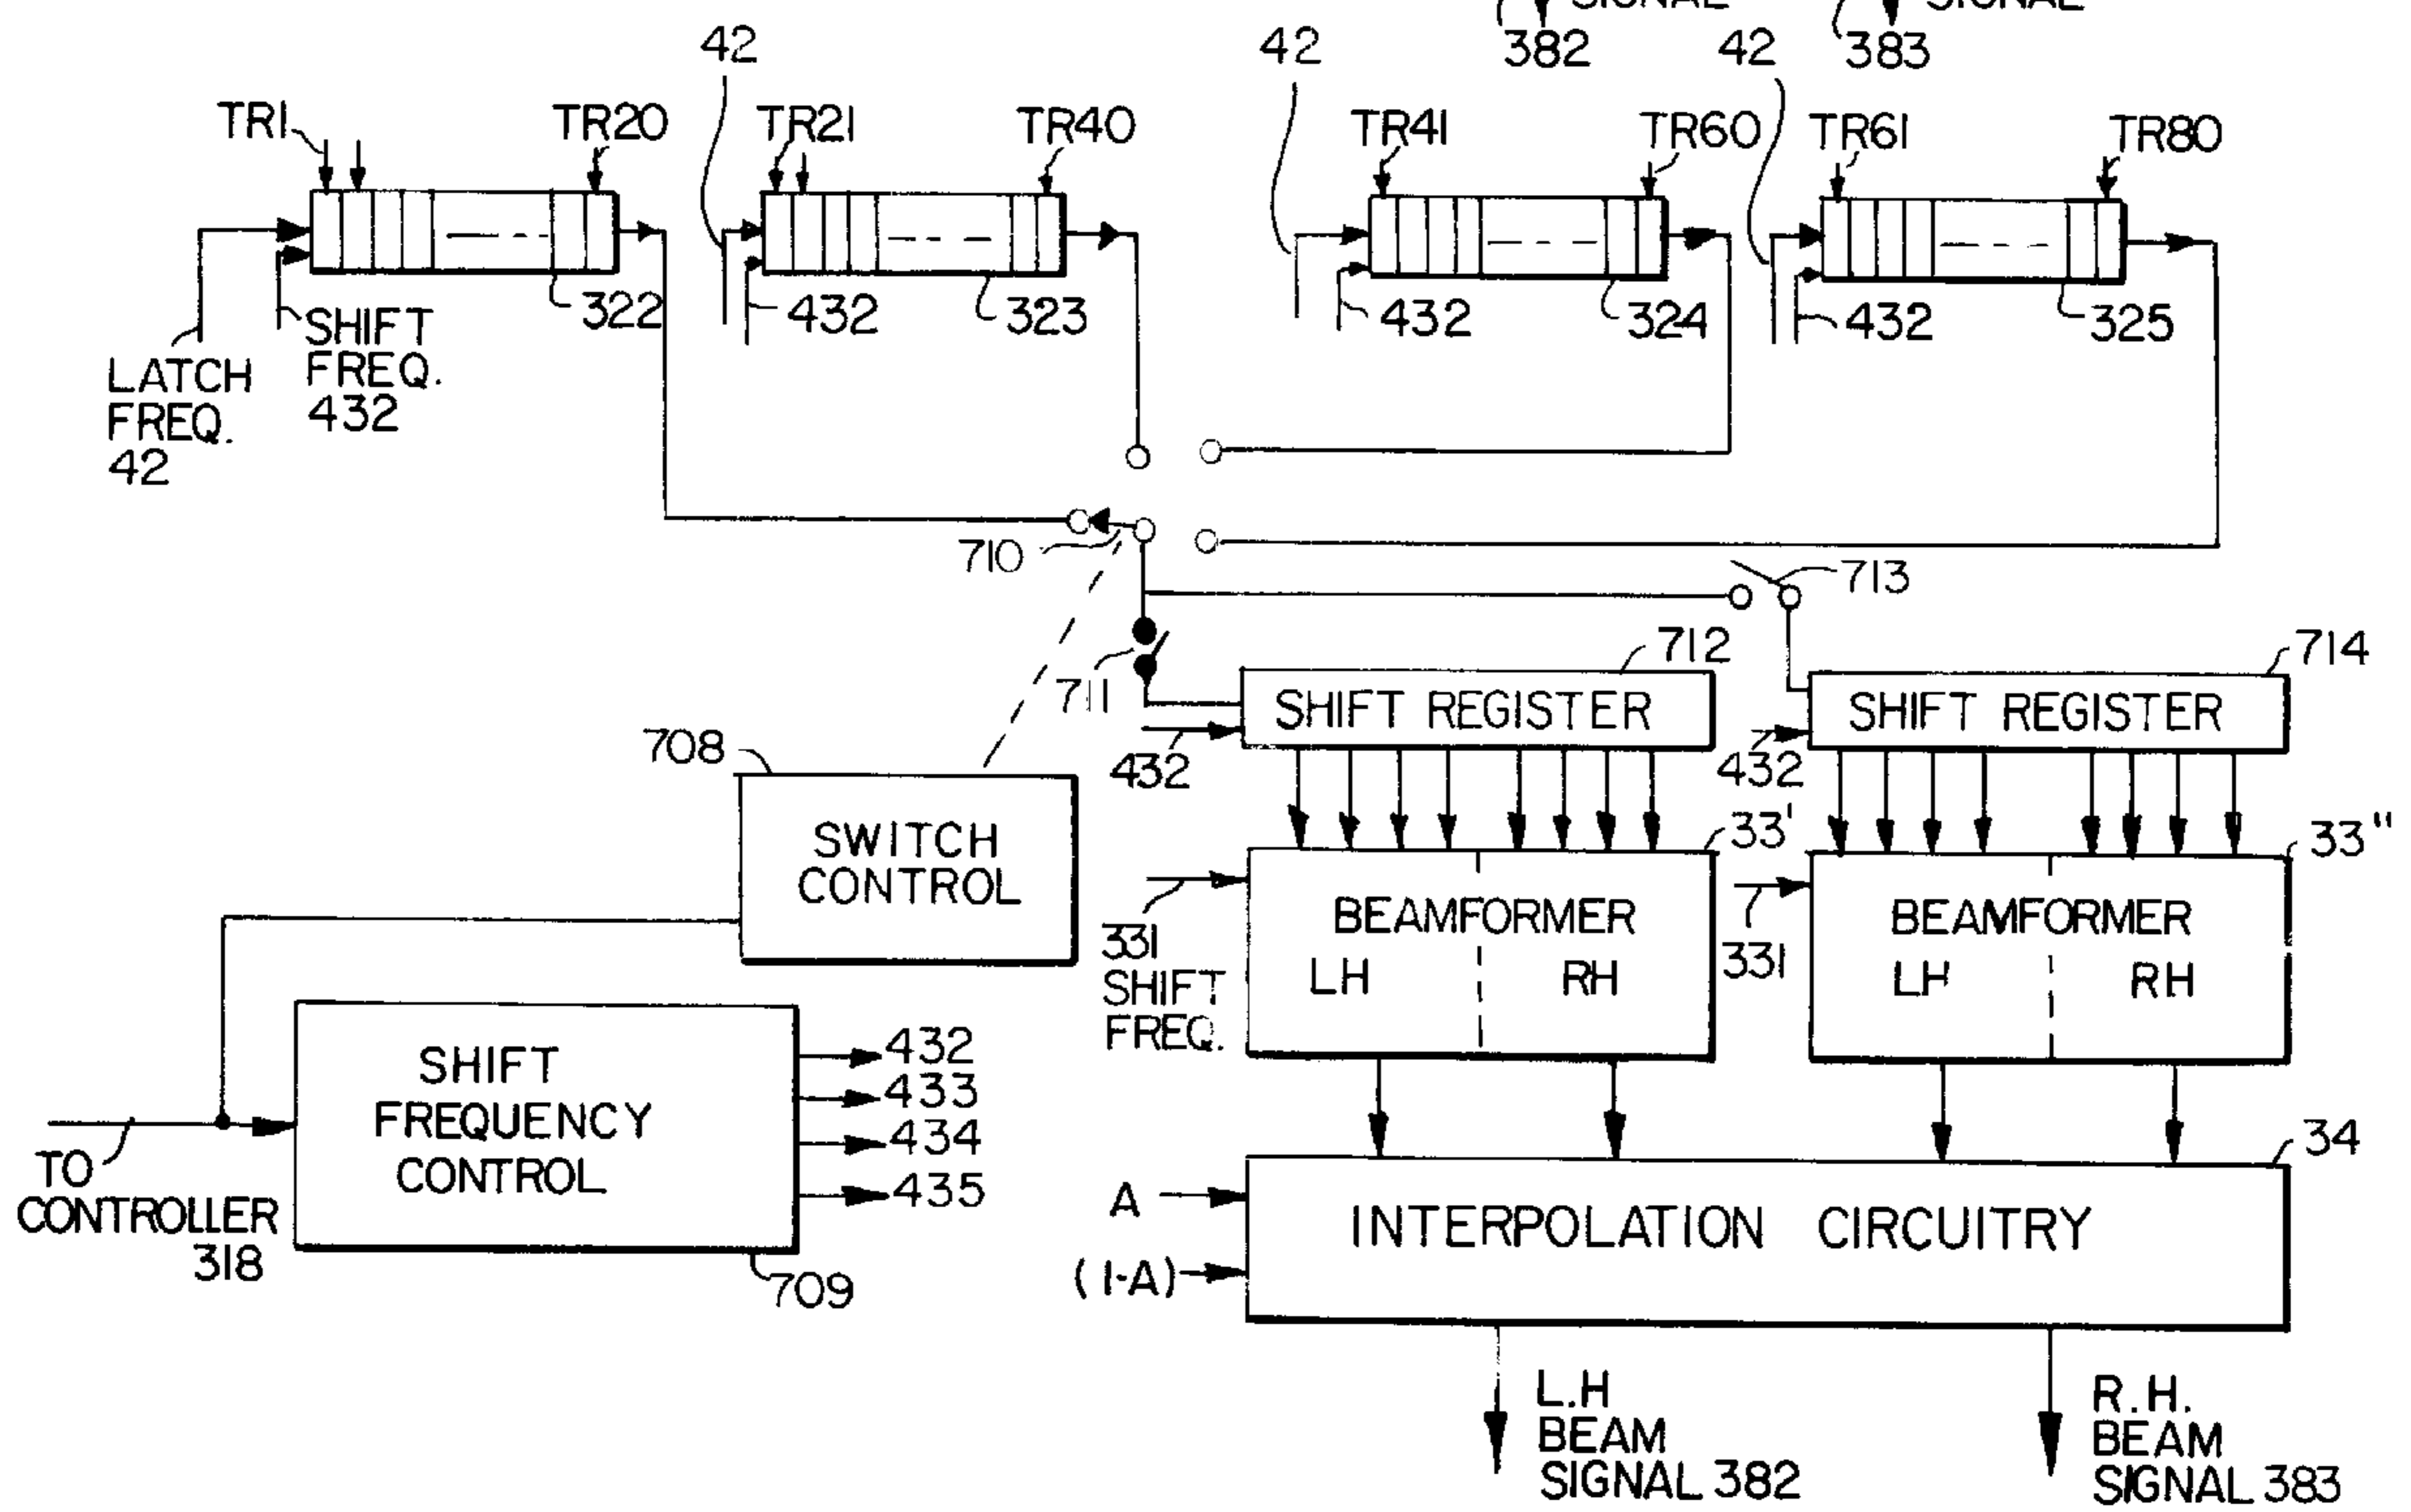 SIGNAL
SIGNAL
382
383
42
42
42
TR1
TR20
TR21
TR40
TR41
TR60
TR61
TR80
322
432
323
432
324
432
325
SHIFT
FREQ.
432
LATCH
FREQ.
42
710
713
711
712
714
SHIFT REGISTER
SHIFT REGISTER
432
432
708
SWITCH
CONTROL
33'
33"
331
SHIFT
FREQ.
BEAMFORMER
LH RH
331
BEAMFORMER
LH RH
SHIFT
FREQUENCY
CONTROL
432
433
434
435
TO
CONTROLLER
318
709
34
A
(1-A)
INTERPOLATION CIRCUITRY
L.H
BEAM
SIGNAL 382
R.H.
BEAM
SIGNAL 383